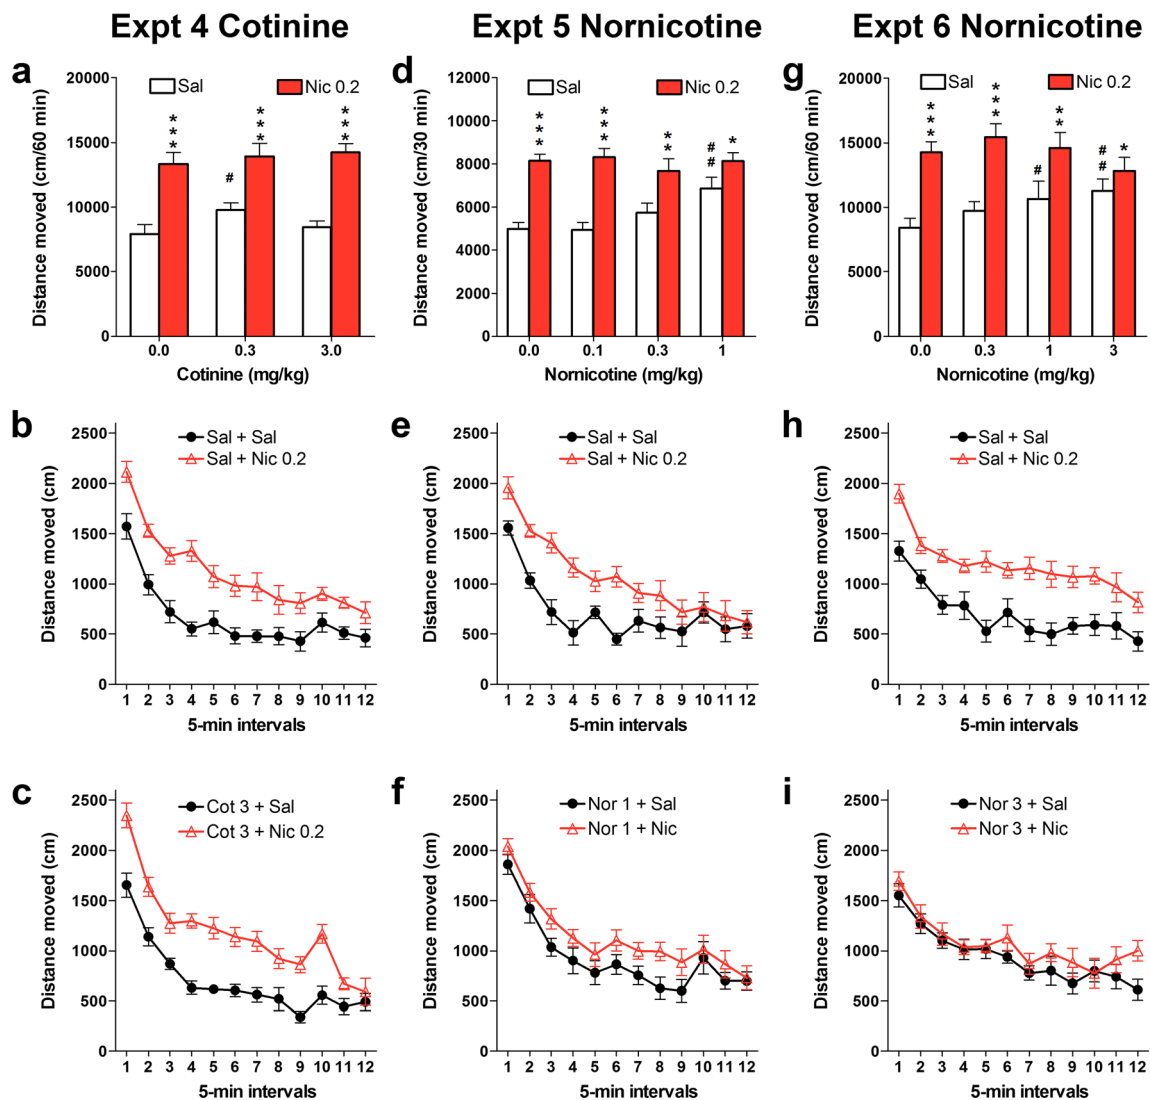 Expt 4 Cotinine
Expt 5 Nornicotine
Expt 6 Nornicotine
a
Sal
Nic 0.2
Distance moved (cm/60 min)
20000
15000
10000
5000
0
***
#
***
***
0.0
0.3
3.0
Cotinine (mg/kg)
d
Sal
Nic 0.2
Distance moved (cm/30 min)
12000
10000
8000
6000
4000
2000
0
***
***
**
##
*
0.0
0.1
0.3
1
Nornicotine (mg/kg)
g
Sal
Nic 0.2
Distance moved (cm/60 min)
20000
15000
10000
5000
0
***
***
#
**
##
*
0.0
0.3
1
3
Nornicotine (mg/kg)
b
Sal + Sal
Sal + Nic 0.2
Distance moved (cm)
2500
2000
1500
1000
500
0
1 2 3 4 5 6 7 8 9 10 11 12
5-min intervals
e
Sal + Sal
Sal + Nic 0.2
Distance moved (cm)
2500
2000
1500
1000
500
0
1 2 3 4 5 6 7 8 9 10 11 12
5-min intervals
h
Sal + Sal
Sal + Nic 0.2
Distance moved (cm)
2500
2000
1500
1000
500
0
1 2 3 4 5 6 7 8 9 10 11 12
5-min intervals
c
Cot 3 + Sal
Cot 3 + Nic 0.2
Distance moved (cm)
2500
2000
1500
1000
500
0
1 2 3 4 5 6 7 8 9 10 11 12
5-min intervals
f
Nor 1 + Sal
Nor 1 + Nic
Distance moved (cm)
2500
2000
1500
1000
500
0
1 2 3 4 5 6 7 8 9 10 11 12
5-min intervals
i
Nor 3 + Sal
Nor 3 + Nic
Distance moved (cm)
2500
2000
1500
1000
500
0
1 2 3 4 5 6 7 8 9 10 11 12
5-min intervals